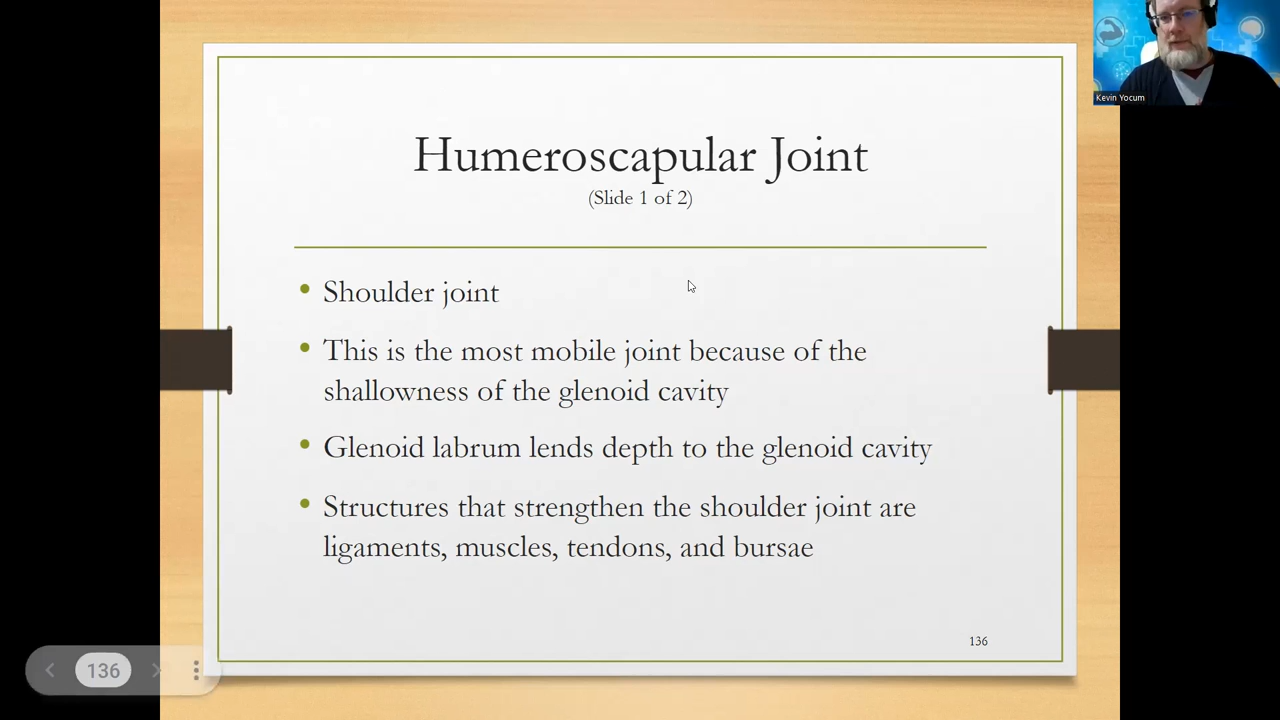 Kevin Yocum
Humeroscapular Joint
(Slide 1 of 2)
• Shoulder joint
• This is the most mobile joint because of the
shallowness of the glenoid cavity
• Glenoid labrum lends depth to the glenoid cavity
• Structures that strengthen the shoulder joint are
ligaments, muscles, tendons, and bursae
136
136